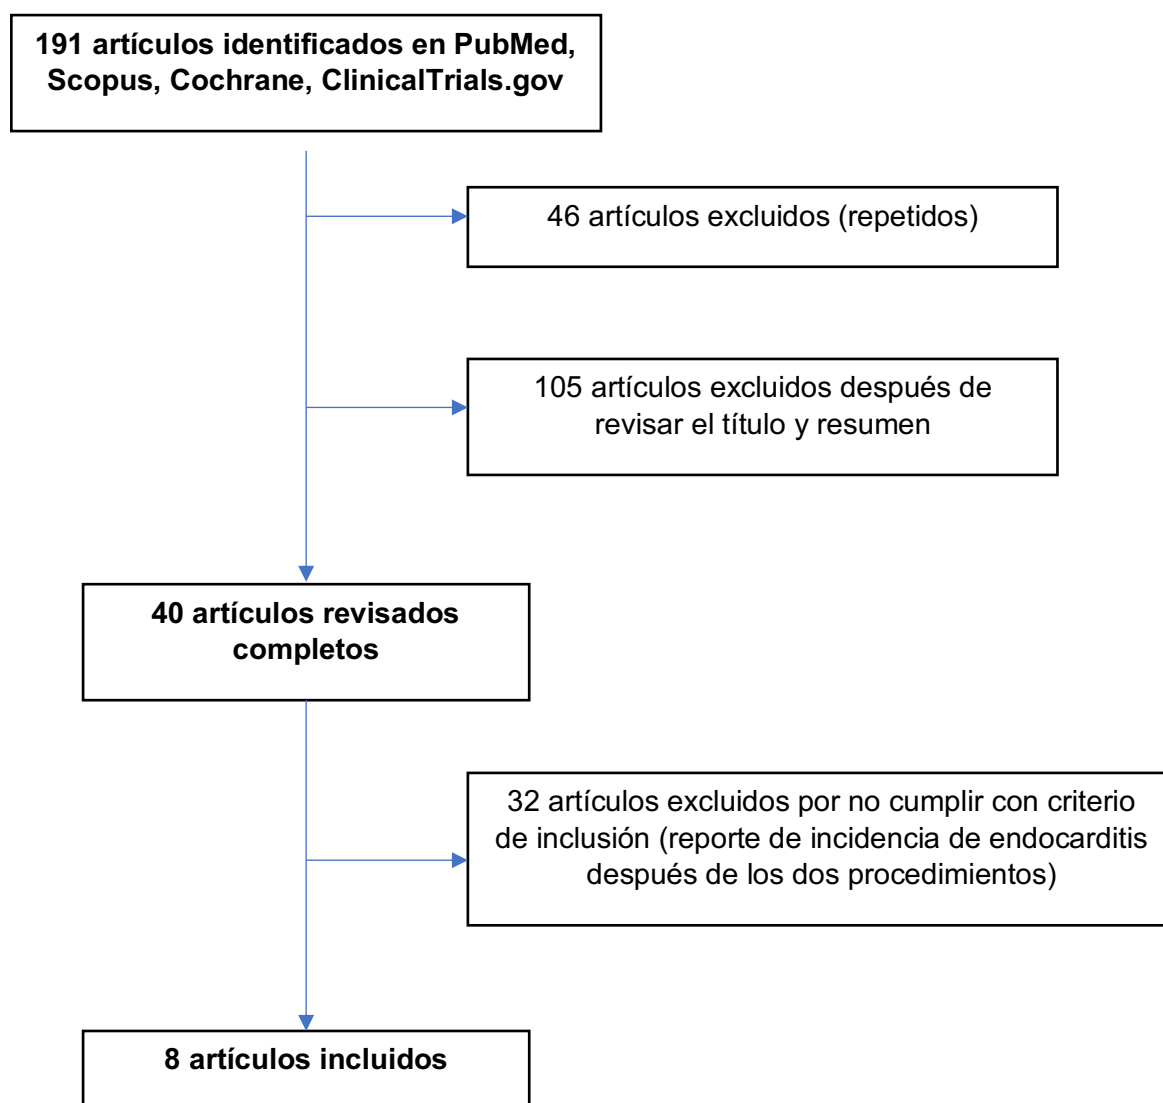 191 artículos identificados en PubMed,
Scopus, Cochrane, ClinicalTrials.gov
46 artículos excluidos (repetidos)
105 artículos excluidos después de
revisar el título y resumen
40 artículos revisados
completos
32 artículos excluidos por no cumplir con criterio
de inclusión (reporte de incidencia de endocarditis
después de los dos procedimientos)
8 artículos incluidos